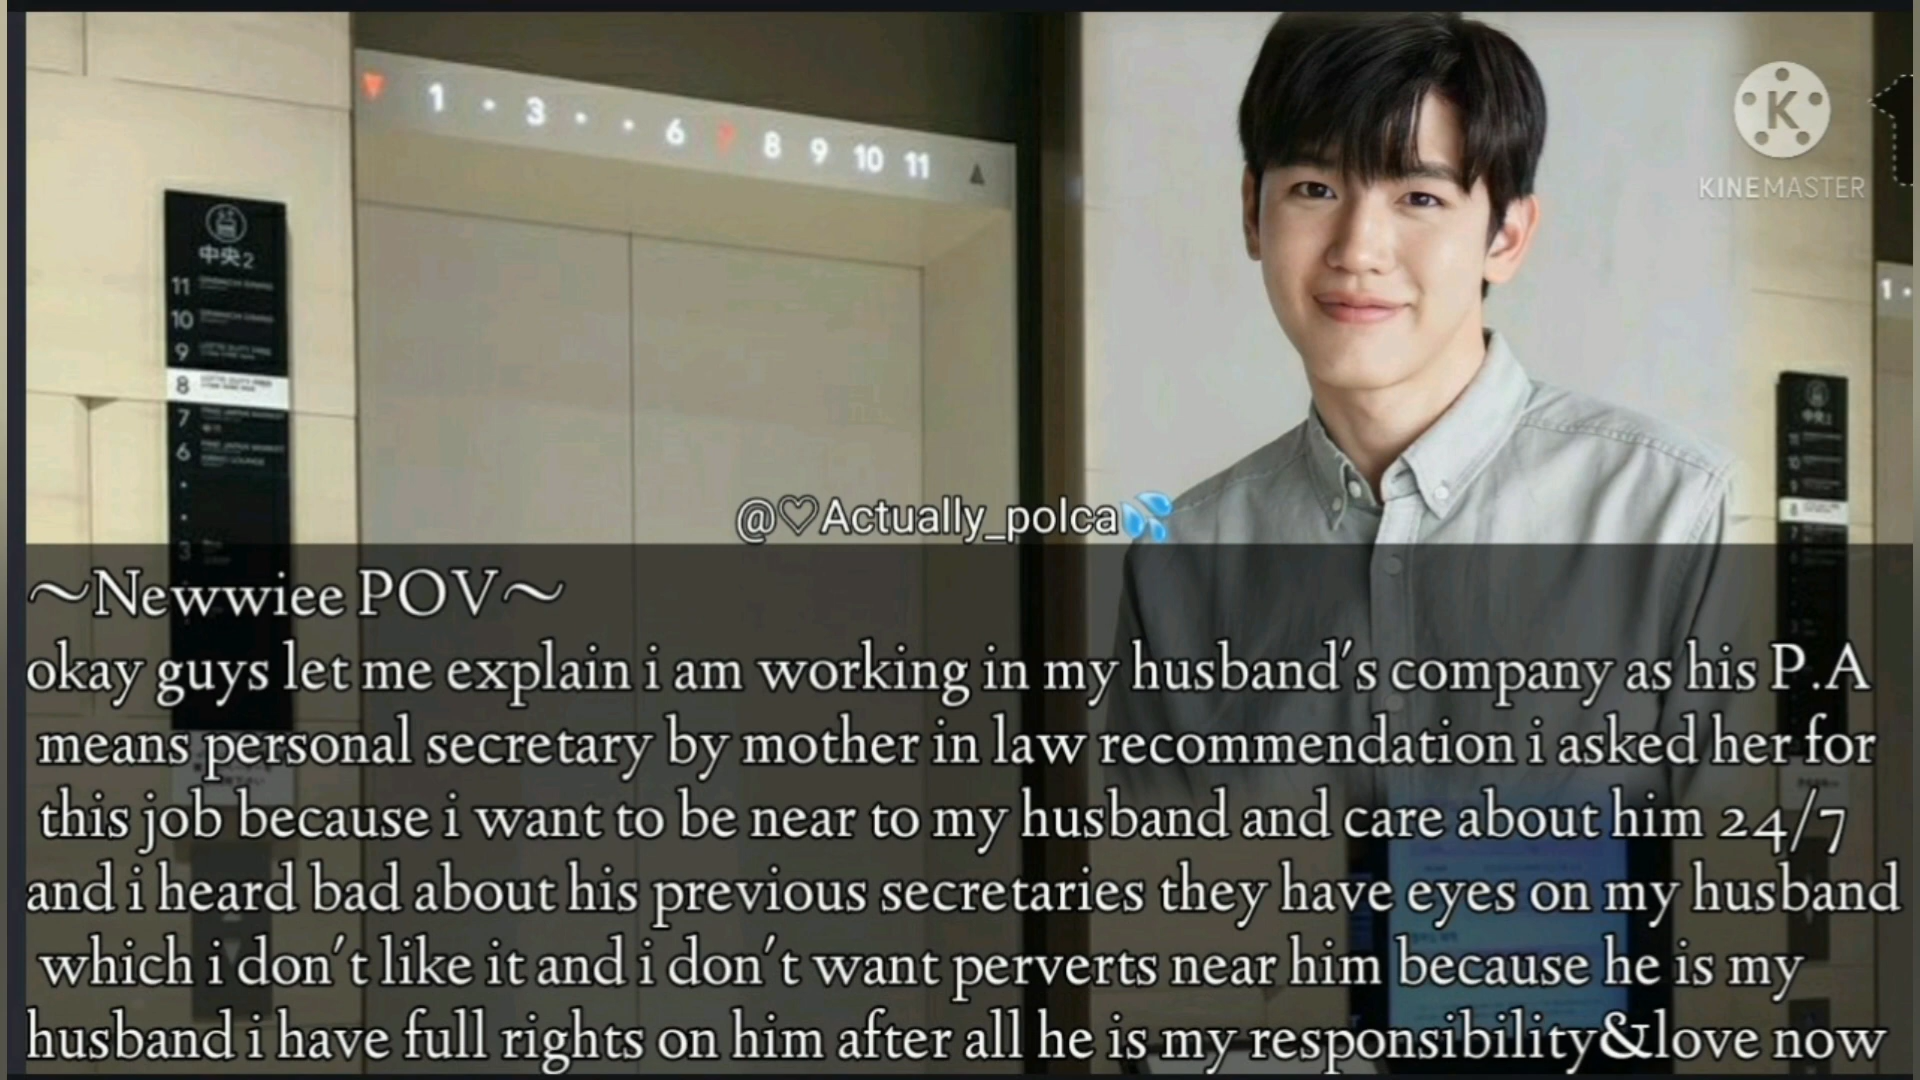 1 • 3 • • 6 7 8 9 10 11
K
KINEMASTER
中央2
11
10
9
8
7
6
3
1
@♡Actually_polca💦
~Newwiee POV~
okay guys let me explain i am working in my husband's company as his P.A
means personal secretary by mother in law recommendation i asked her for
this job because i want to be near to my husband and care about him 24/7
and i heard bad about his previous secretaries they have eyes on my husband
which i don't like it and i don't want perverts near him because he is my
husband i have full rights on him after all he is my responsibility&love now